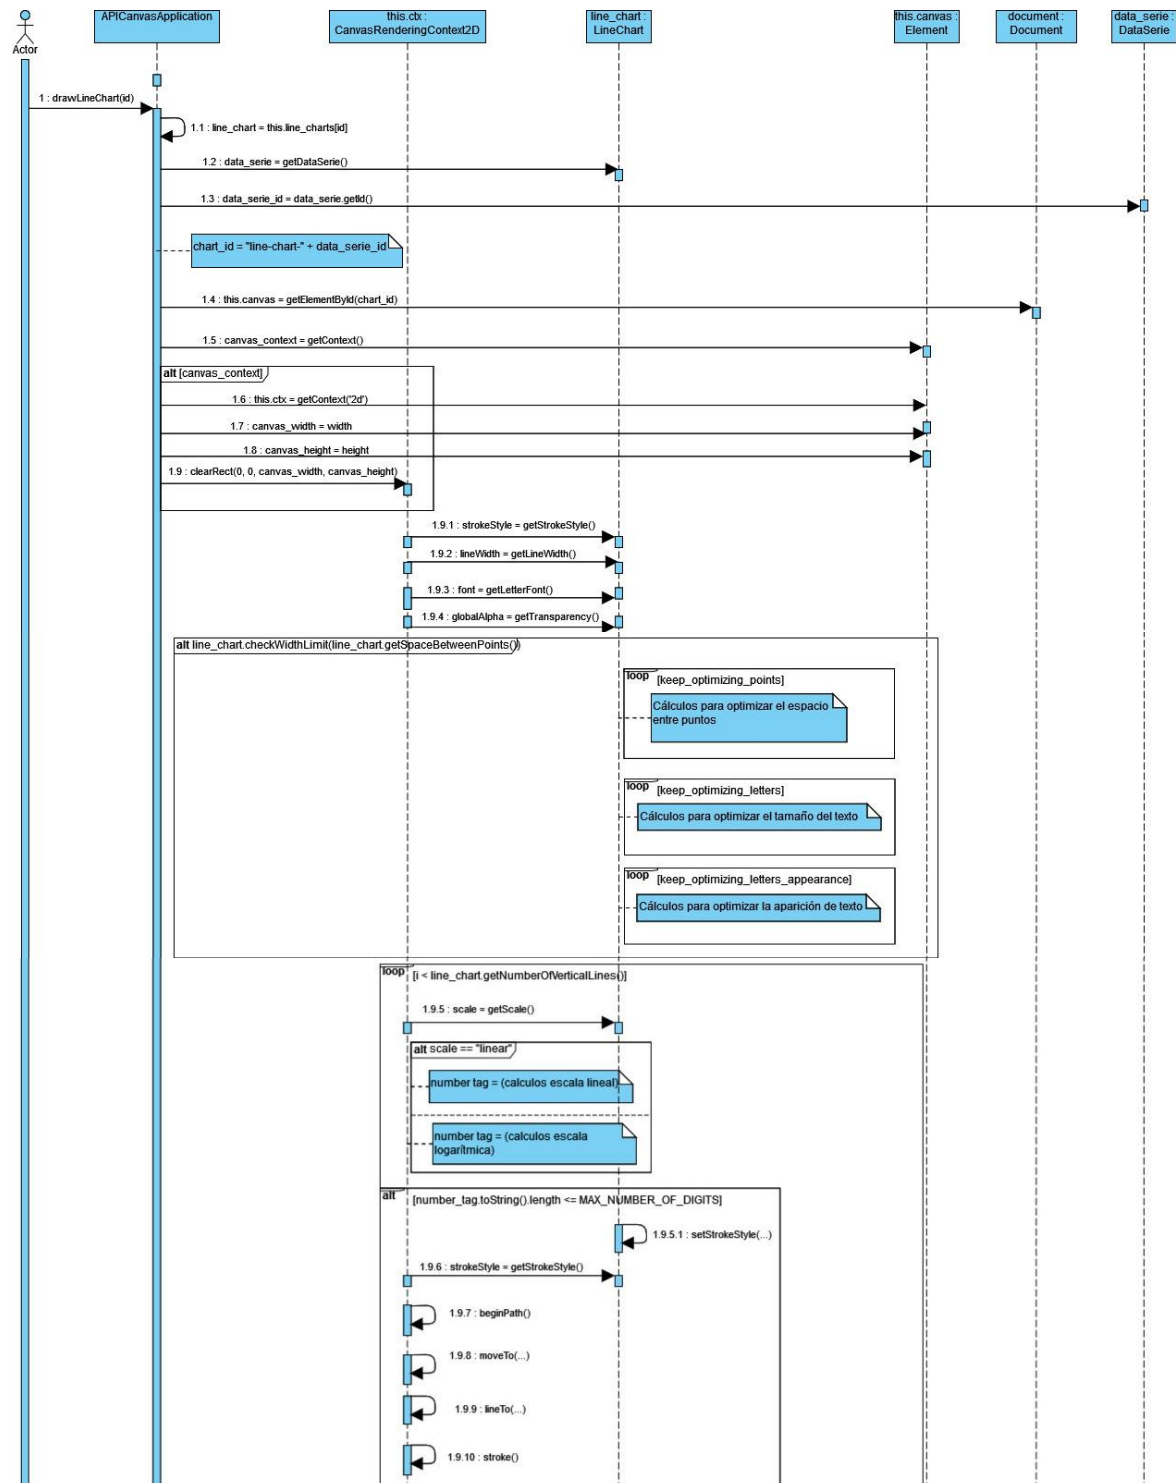 APICanvasApplication
this.ctx :
CanvasRenderingContext2D
line_chart :
LineChart
this.canvas :
Element
document :
Document
data_serie :
DataSerie
Actor
1 : drawLineChart(id)
1.1 : line_chart = this.line_charts[id]
1.2 : data_serie = getDataSerie()
1.3 : data_serie_id = data_serie.getId()
chart_id = "line-chart-" + data_serie_id
1.4 : this.canvas = getElementById(chart_id)
1.5 : canvas_context = getContext()
alt [canvas_context]
1.6 : this.ctx = getContext('2d')
1.7 : canvas_width = width
1.8 : canvas_height = height
1.9 : clearRect(0, 0, canvas_width, canvas_height)
1.9.1 : strokeStyle = getStrokeStyle()
1.9.2 : lineWidth = getLineWidth()
1.9.3 : font = getLetterFont()
1.9.4 : globalAlpha = getTransparency()
alt line_chart.checkWidthLimit(line_chart.getSpaceBetweenPoints())
loop [keep_optimizing_points]
Cálculos para optimizar el espacio
entre puntos
loop [keep_optimizing_letters]
Cálculos para optimizar el tamaño del texto
loop [keep_optimizing_letters_appearance]
Cálculos para optimizar la aparición de texto
loop [i < line_chart.getNumberOfVerticalLines()]
1.9.5 : scale = getScale()
alt scale == "linear"
number tag = (calculos escala lineal)
number tag = (calculos escala
logarítmica)
alt [number_tag.toString().length <= MAX_NUMBER_OF_DIGITS]
1.9.5.1 : setStrokeStyle(...)
1.9.6 : strokeStyle = getStrokeStyle()
1.9.7 : beginPath()
1.9.8 : moveTo(...)
1.9.9 : lineTo(...)
1.9.10 : stroke()